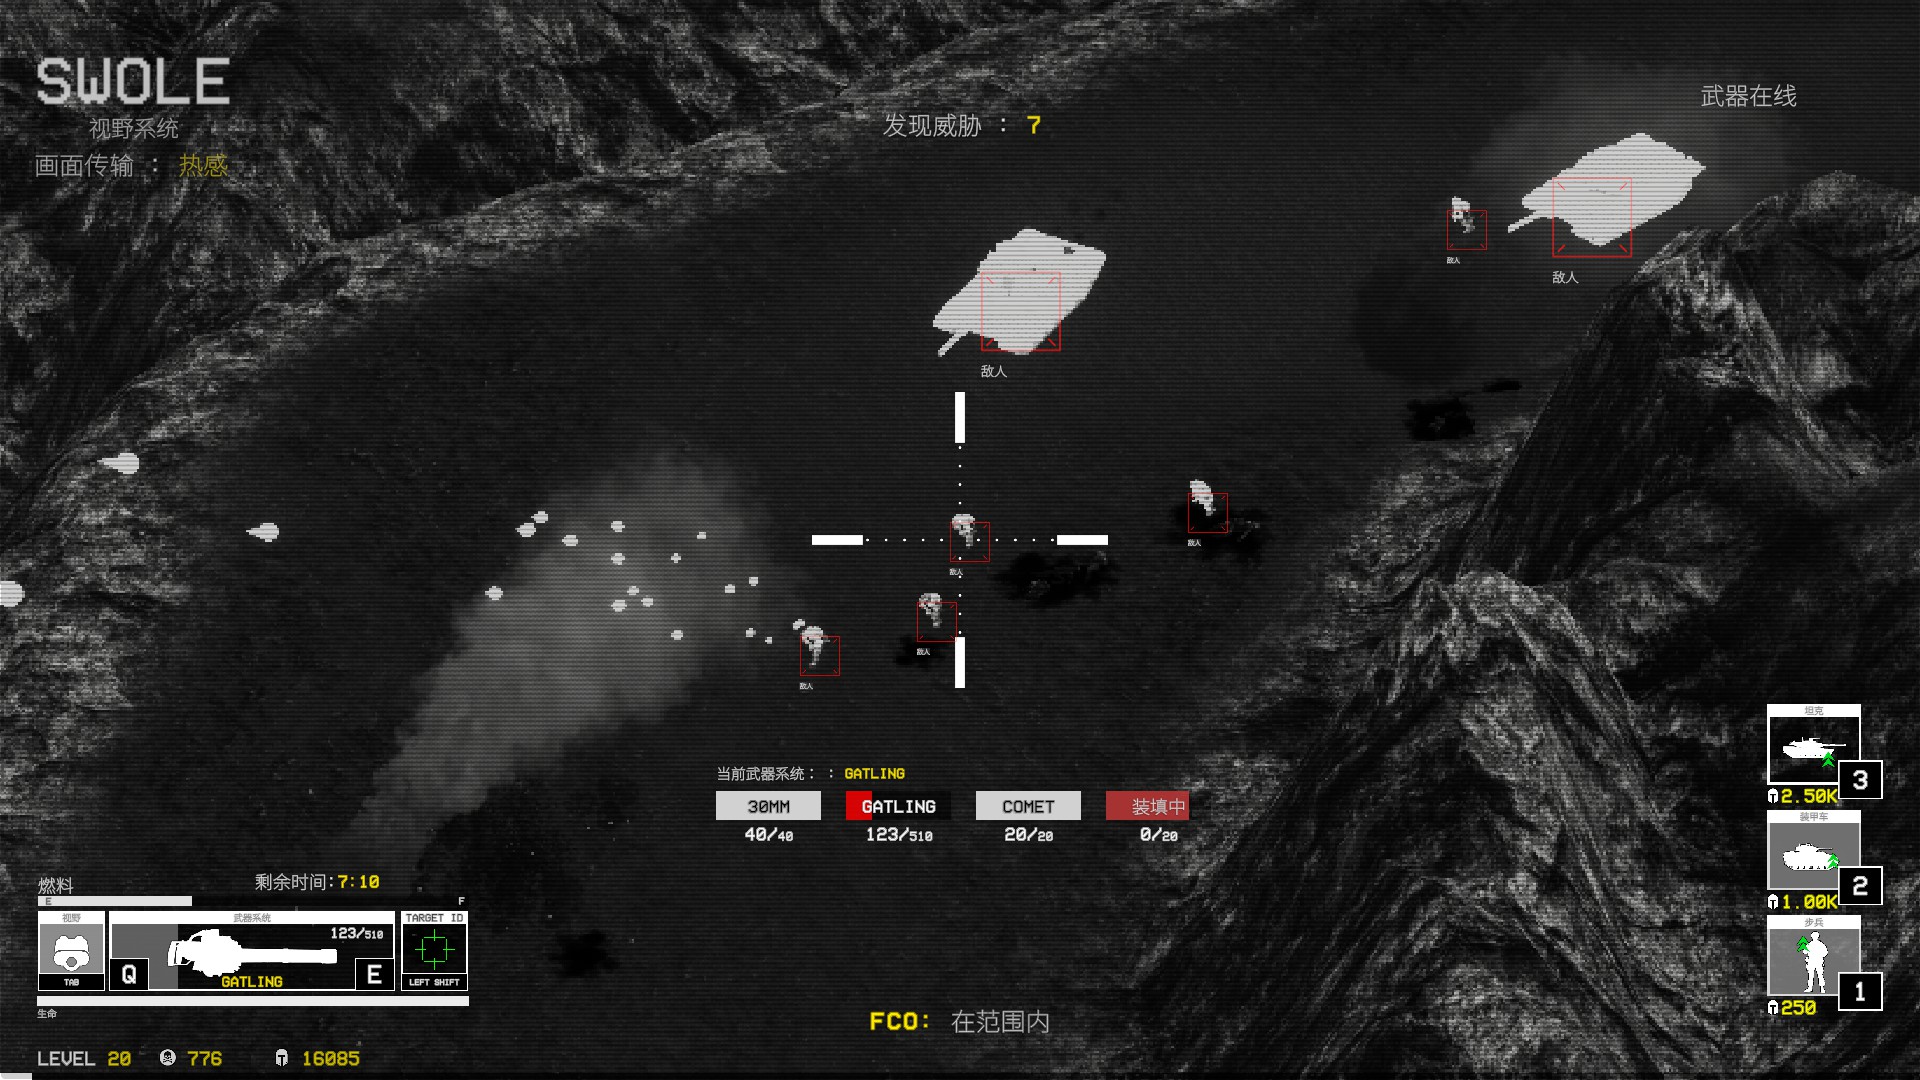 SWOLE
视野系统
画面传输 : 热感
发现威胁 : 7
武器在线
敌人
敌人
敌人
敌人
敌人
敌人
敌人
当前武器系统: : GATLING
30MM GATLING COMET 装填中
40/40 123/510 20/20 0/20
坦克
3
2.50K
装甲车
2
1.00K
步兵
1
250
燃料 剩余时间:7:10
E F
视野 武器系统 TARGET ID
123/510
Q GATLING E
TAB LEFT SHIFT
生命
FCO: 在范围内
LEVEL 20 776 16085